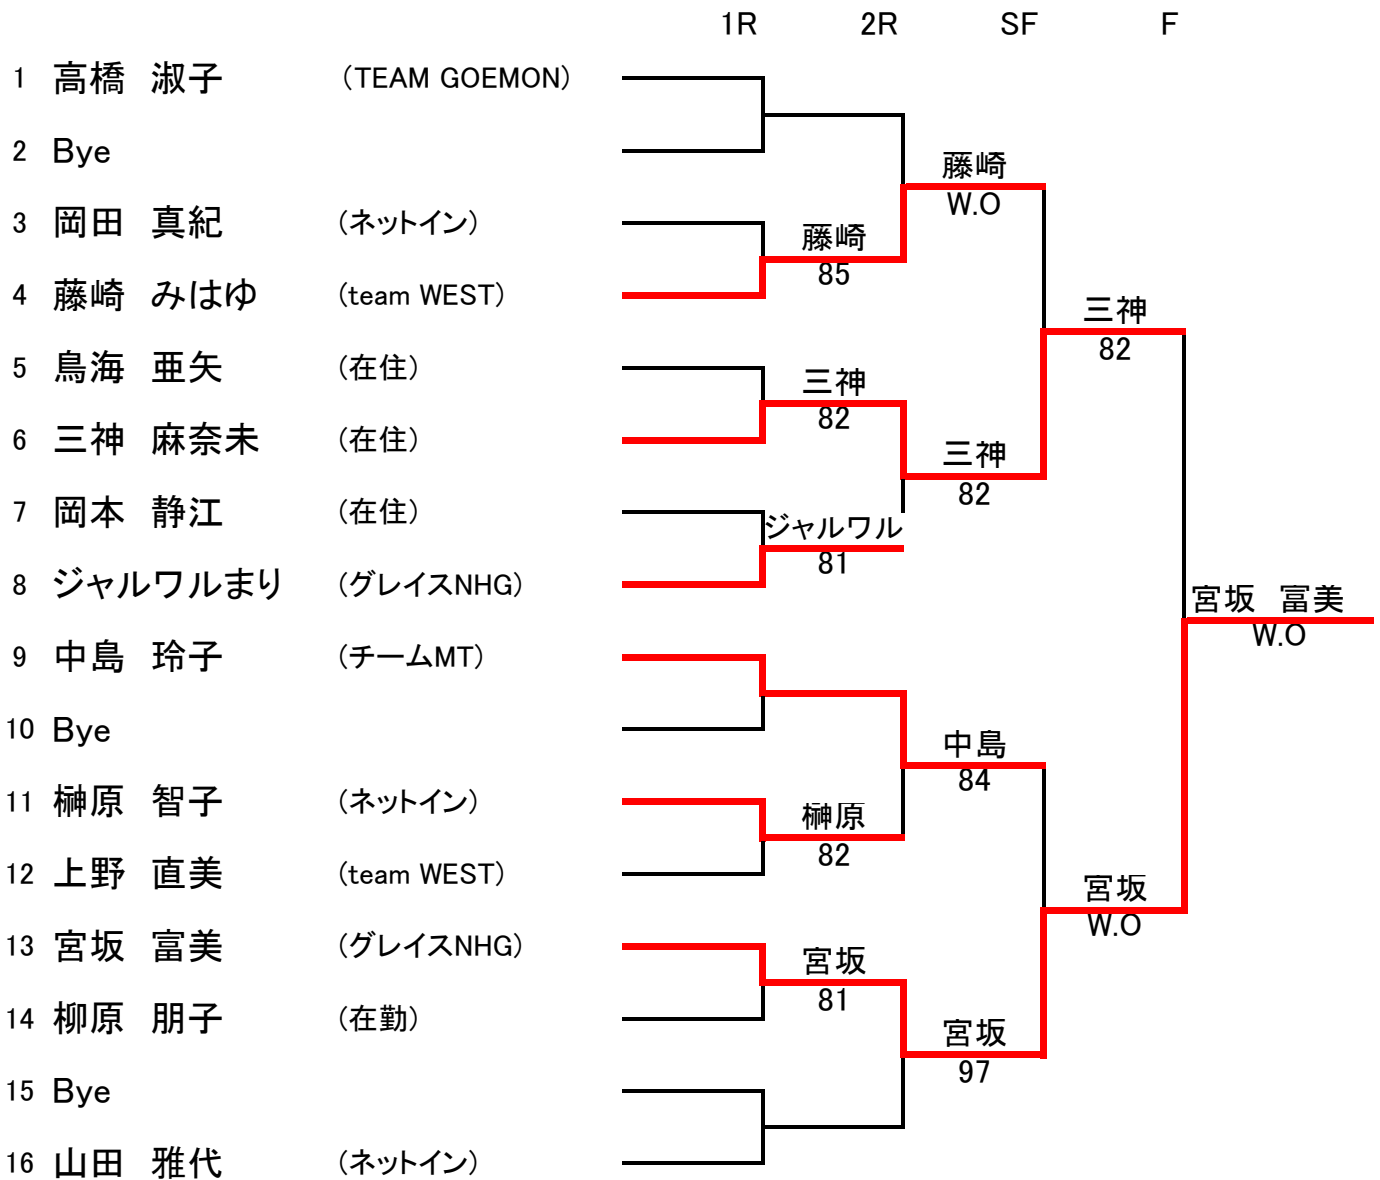 1R 2R SF F
1 高橋 淑子 (TEAM GOEMON)
2 Bye
藤崎
W.O
3 岡田 真紀 (ネットイン)
藤崎
85
4 藤崎 みはゆ (team WEST)
三神
82
5 鳥海 亜矢 (在住)
三神
82
6 三神 麻奈未 (在住)
三神
82
7 岡本 静江 (在住)
ジャルワル
81
8 ジャルワルまり (グレイスNHG)
宮坂 富美
W.O
9 中島 玲子 (チームMT)
10 Bye
中島
84
11 榊原 智子 (ネットイン)
榊原
82
12 上野 直美 (team WEST)
宮坂
W.O
13 宮坂 富美 (グレイスNHG)
宮坂
81
14 柳原 朋子 (在勤)
宮坂
97
15 Bye
16 山田 雅代 (ネットイン)